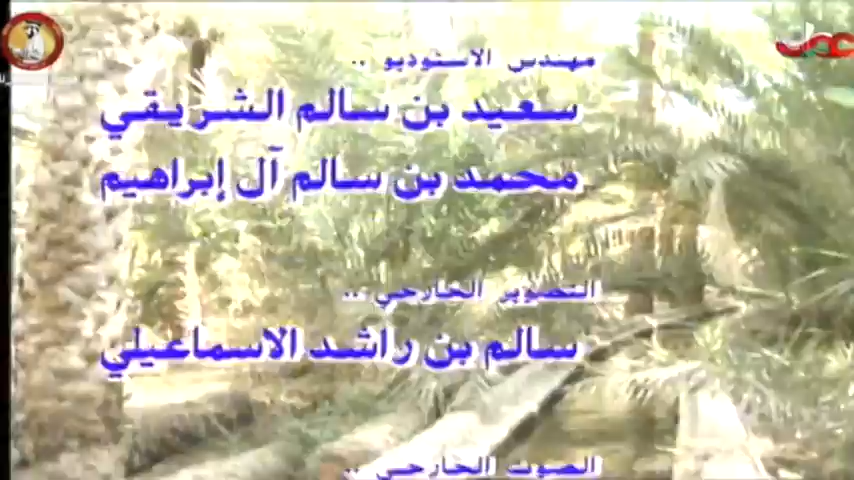 مهندس الاستوديو ..
سعيد بن سالم الشريقي
محمد بن سالم آل إبراهيم
التصوير الخارجي ..
سالم بن راشد الاسماعيلي
الصوت الخارجي ..